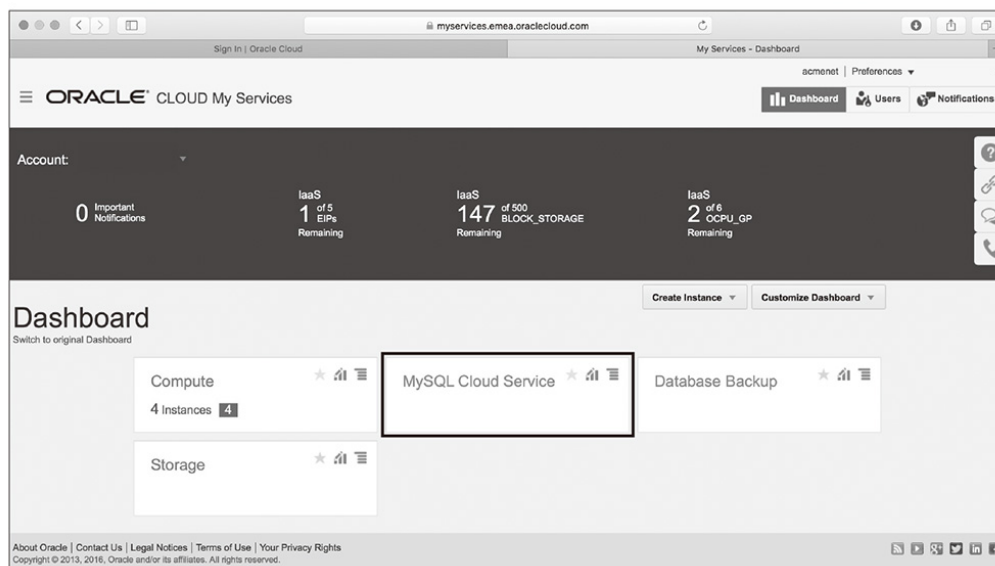 myservices.emea.oraclecloud.com
Sign In | Oracle Cloud
My Services - Dashboard
acmenet | Preferences
ORACLE CLOUD My Services
Dashboard Users Notifications
Account:
0 Important Notifications
IaaS
1 of 5 EIPs
Remaining
IaaS
147 of 500 BLOCK_STORAGE
Remaining
IaaS
2 of 6 OCPU_GP
Remaining
Create Instance Customize Dashboard
Dashboard
Switch to original Dashboard
Compute
4 Instances 4
MySQL Cloud Service
Database Backup
Storage
About Oracle | Contact Us | Legal Notices | Terms of Use | Your Privacy Rights
Copyright © 2013, 2016, Oracle and/or its affiliates. All rights reserved.